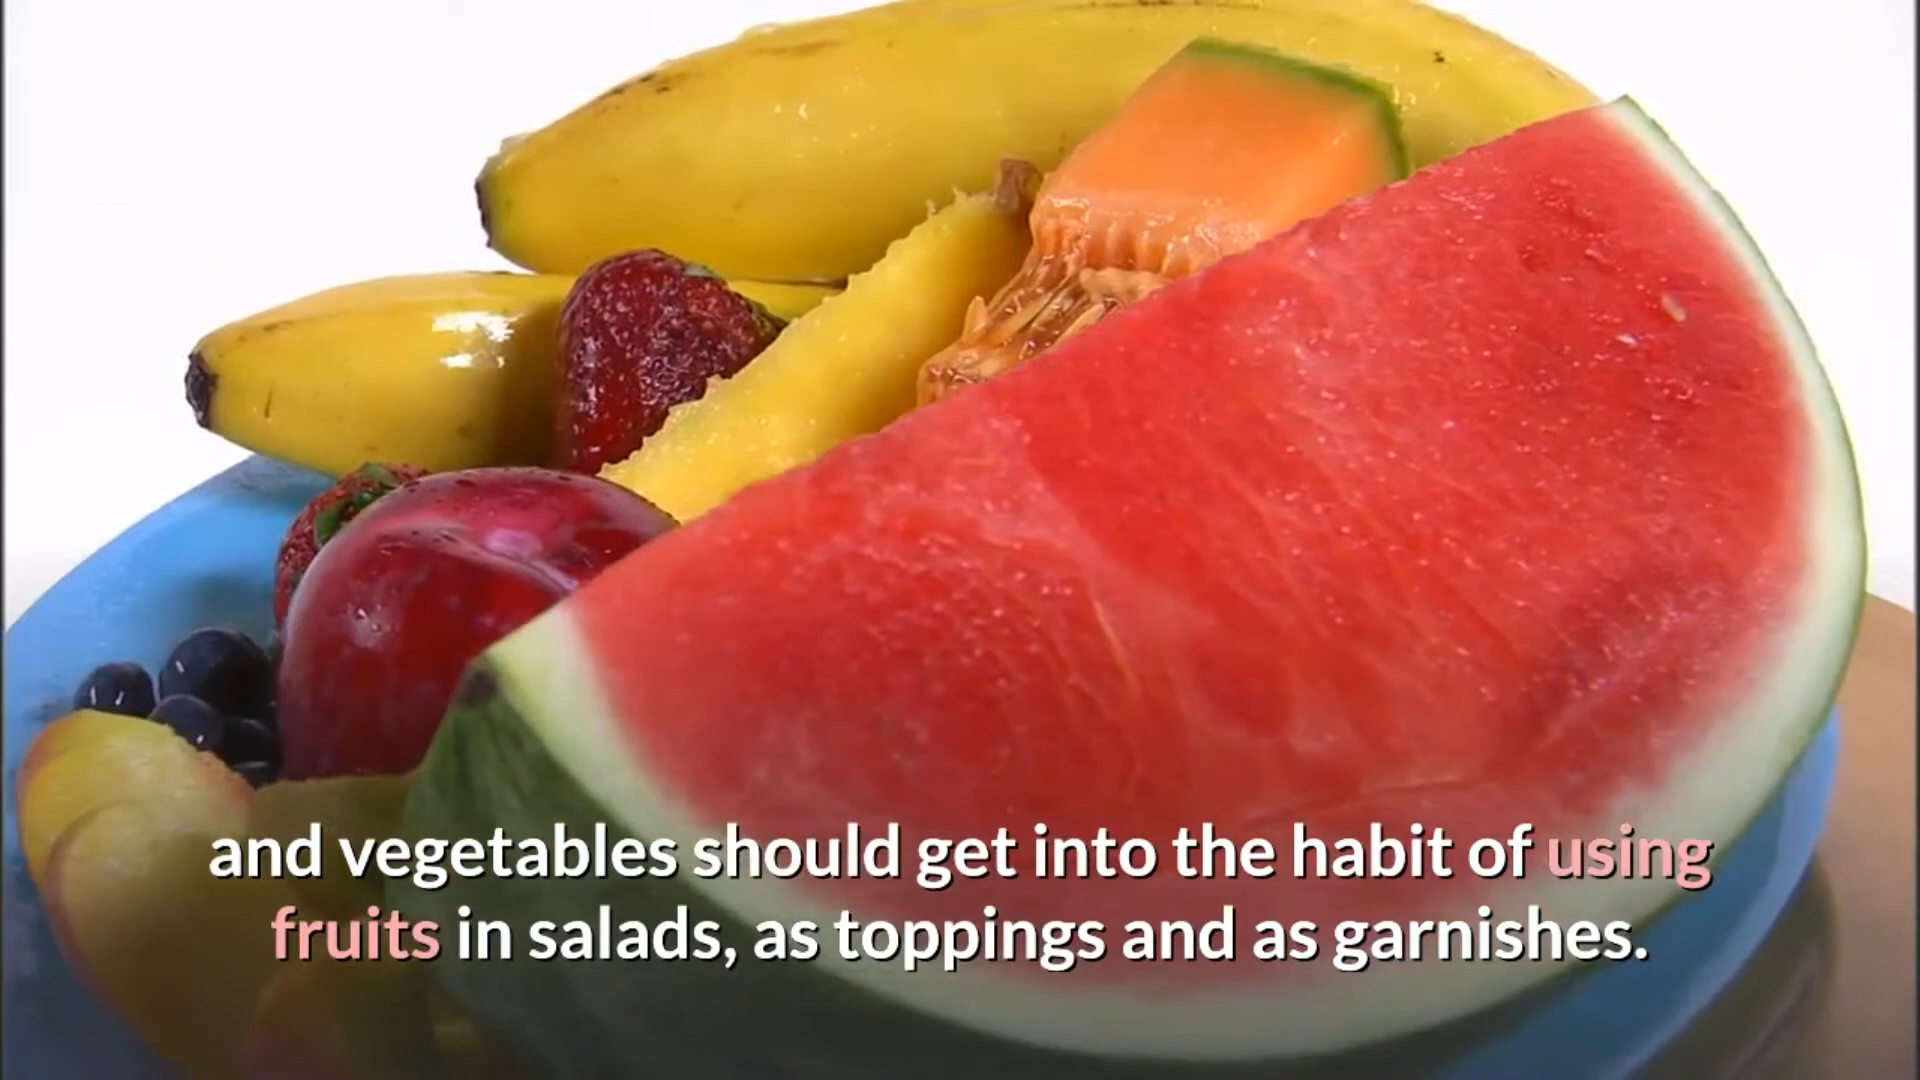 and vegetables should get into the habit of using
fruits in salads, as toppings and as garnishes.